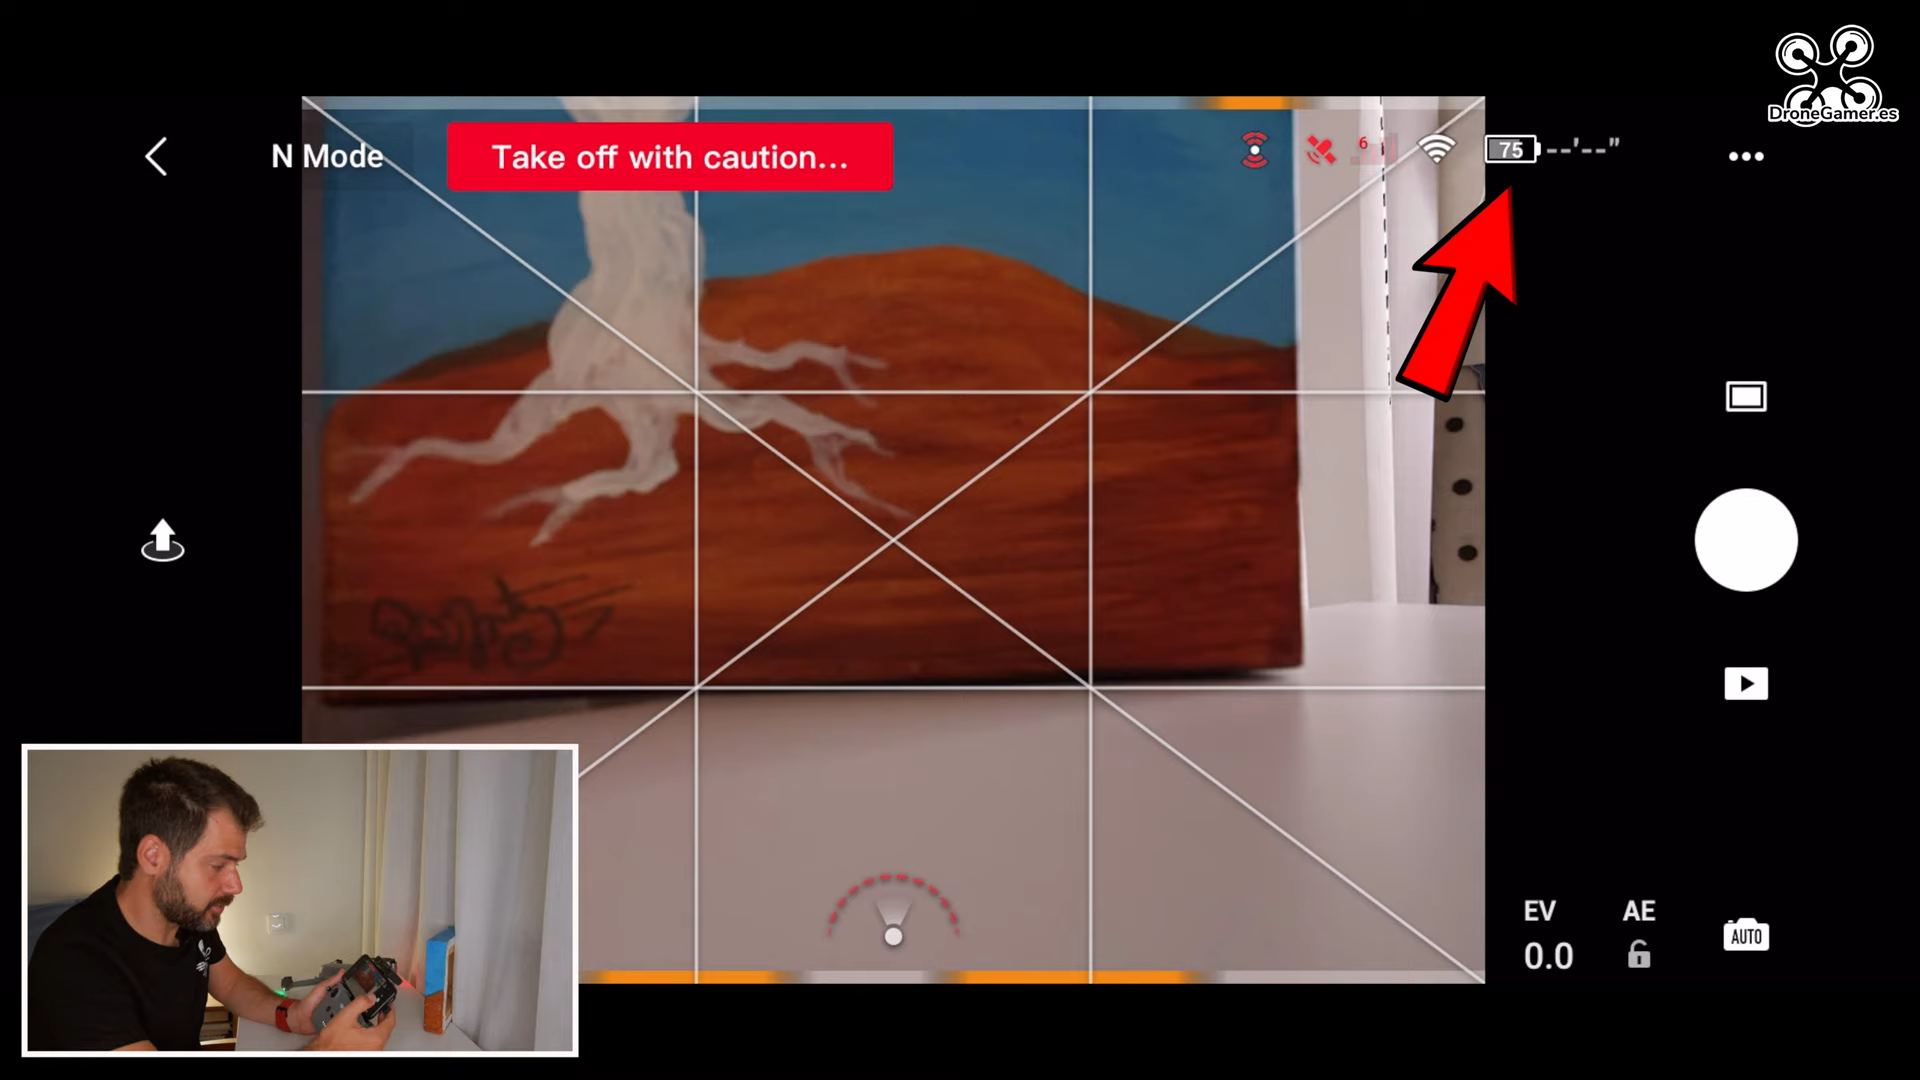 DroneGamer.es
N Mode
Take off with caution...
6
75
--'--"
EV
AE
0.0
AUTO